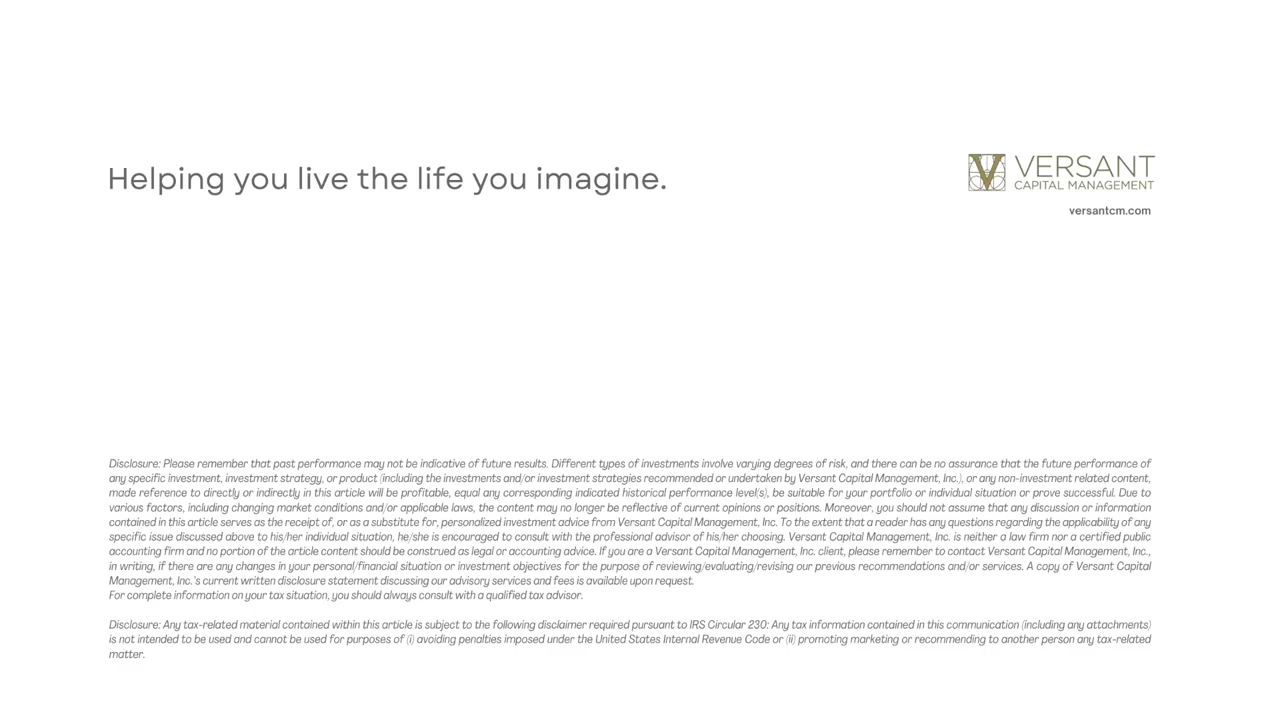 Helping you live the life you imagine.
VERSANT
CAPITAL MANAGEMENT
versantcm.com
Disclosure: Please remember that past performance may not be indicative of future results. Different types of investments involve varying degrees of risk, and there can be no assurance that the future performance of
any specific investment, investment strategy, or product (including the investments and/or investment strategies recommended or undertaken by Versant Capital Management, Inc.), or any non-investment related content,
made reference to directly or indirectly in this article will be profitable, equal any corresponding indicated historical performance level(s), be suitable for your portfolio or individual situation or prove successful. Due to
various factors, including changing market conditions and/or applicable laws, the content may no longer be reflective of current opinions or positions. Moreover, you should not assume that any discussion or information
contained in this article serves as the receipt of, or as a substitute for, personalized investment advice from Versant Capital Management, Inc. To the extent that a reader has any questions regarding the applicability of any
specific issue discussed above to his/her individual situation, he/she is encouraged to consult with the professional advisor of his/her choosing. Versant Capital Management, Inc. is neither a law firm nor a certified public
accounting firm and no portion of the article content should be construed as legal or accounting advice. If you are a Versant Capital Management, Inc. client, please remember to contact Versant Capital Management, Inc.,
in writing, if there are any changes in your personal/financial situation or investment objectives for the purpose of reviewing/evaluating/revising our previous recommendations and/or services. A copy of Versant Capital
Management, Inc.'s current written disclosure statement discussing our advisory services and fees is available upon request.
For complete information on your tax situation, you should always consult with a qualified tax advisor.
Disclosure: Any tax-related material contained within this article is subject to the following disclaimer required pursuant to IRS Circular 230: Any tax information contained in this communication (including any attachments)
is not intended to be used and cannot be used for purposes of (i) avoiding penalties imposed under the United States Internal Revenue Code or (ii) promoting marketing or recommending to another person any tax-related
matter.